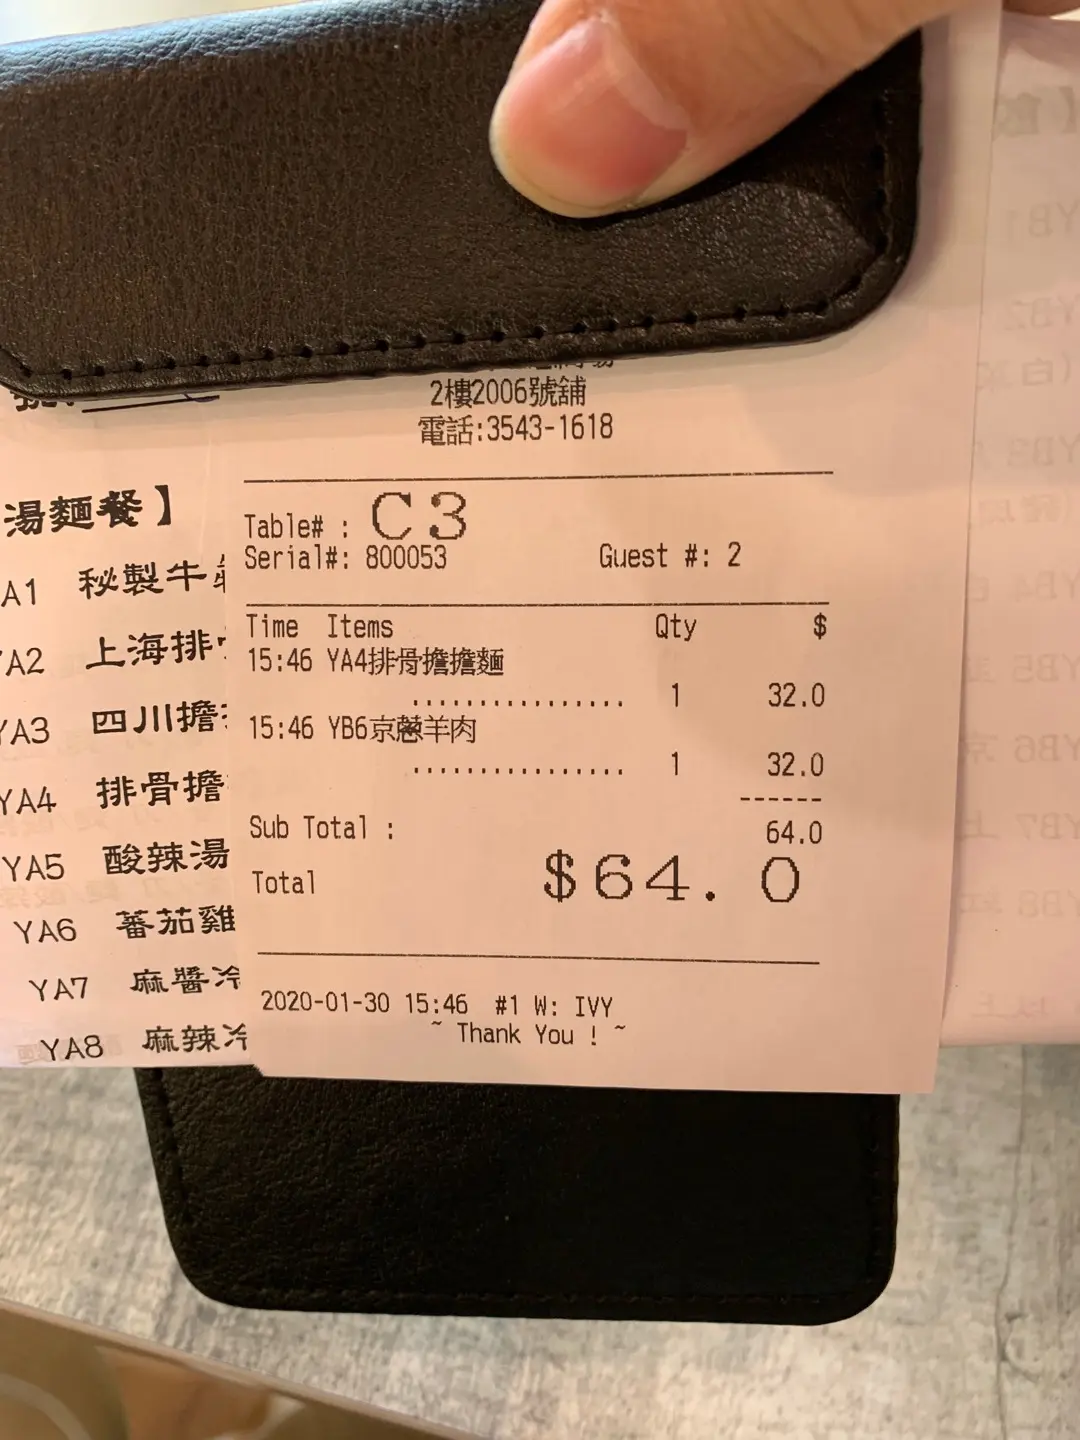 2樓2006號舖
電話:3543-1618
Table# : C3
Serial#: 800053 Guest #: 2
Time Items Qty $
15:46 YA4排骨擔擔麵
................ 1 32.0
15:46 YB6京蔥羊肉
................ 1 32.0
------
Sub Total : 64.0
Total $64.0
2020-01-30 15:46 #1 W: IVY
~ Thank You ! ~
湯麵餐】
A1 秘製牛
YA2 上海排
YA3 四川擔
YA4 排骨擔
YA5 酸辣湯
YA6 蕃茄雞
YA7 麻醬冷
YA8 麻辣冷